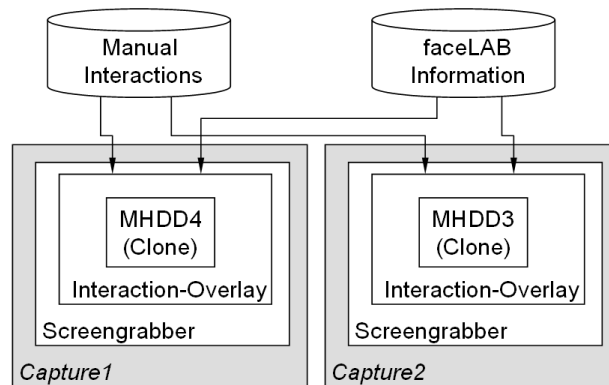 Manual
Interactions
faceLAB
Information
MHDD4
(Clone)
Interaction-Overlay
Screengrabber
Capture1
MHDD3
(Clone)
Interaction-Overlay
Screengrabber
Capture2